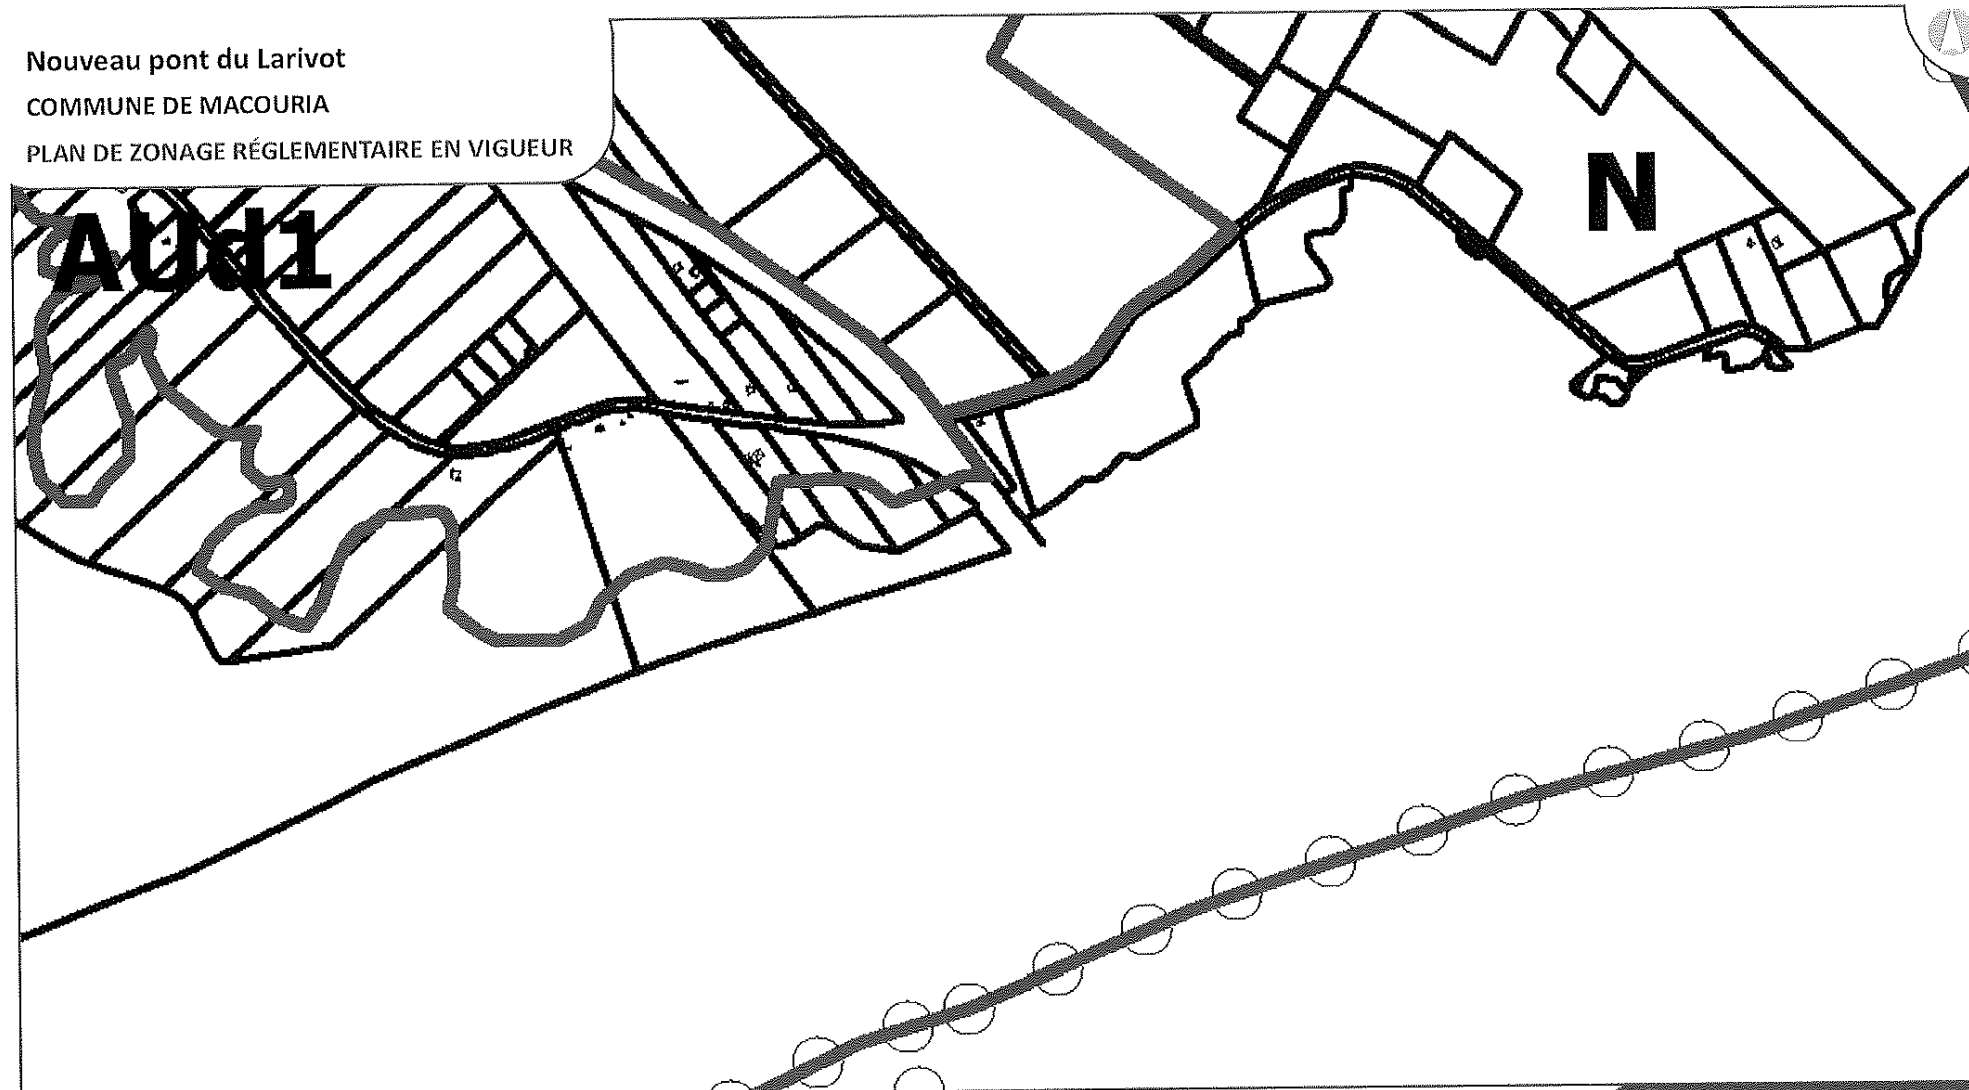 Nouveau pont du Larivot
COMMUNE DE MACOURIA
PLAN DE ZONAGE RÉGLEMENTAIRE EN VIGUEUR
N
AUd1